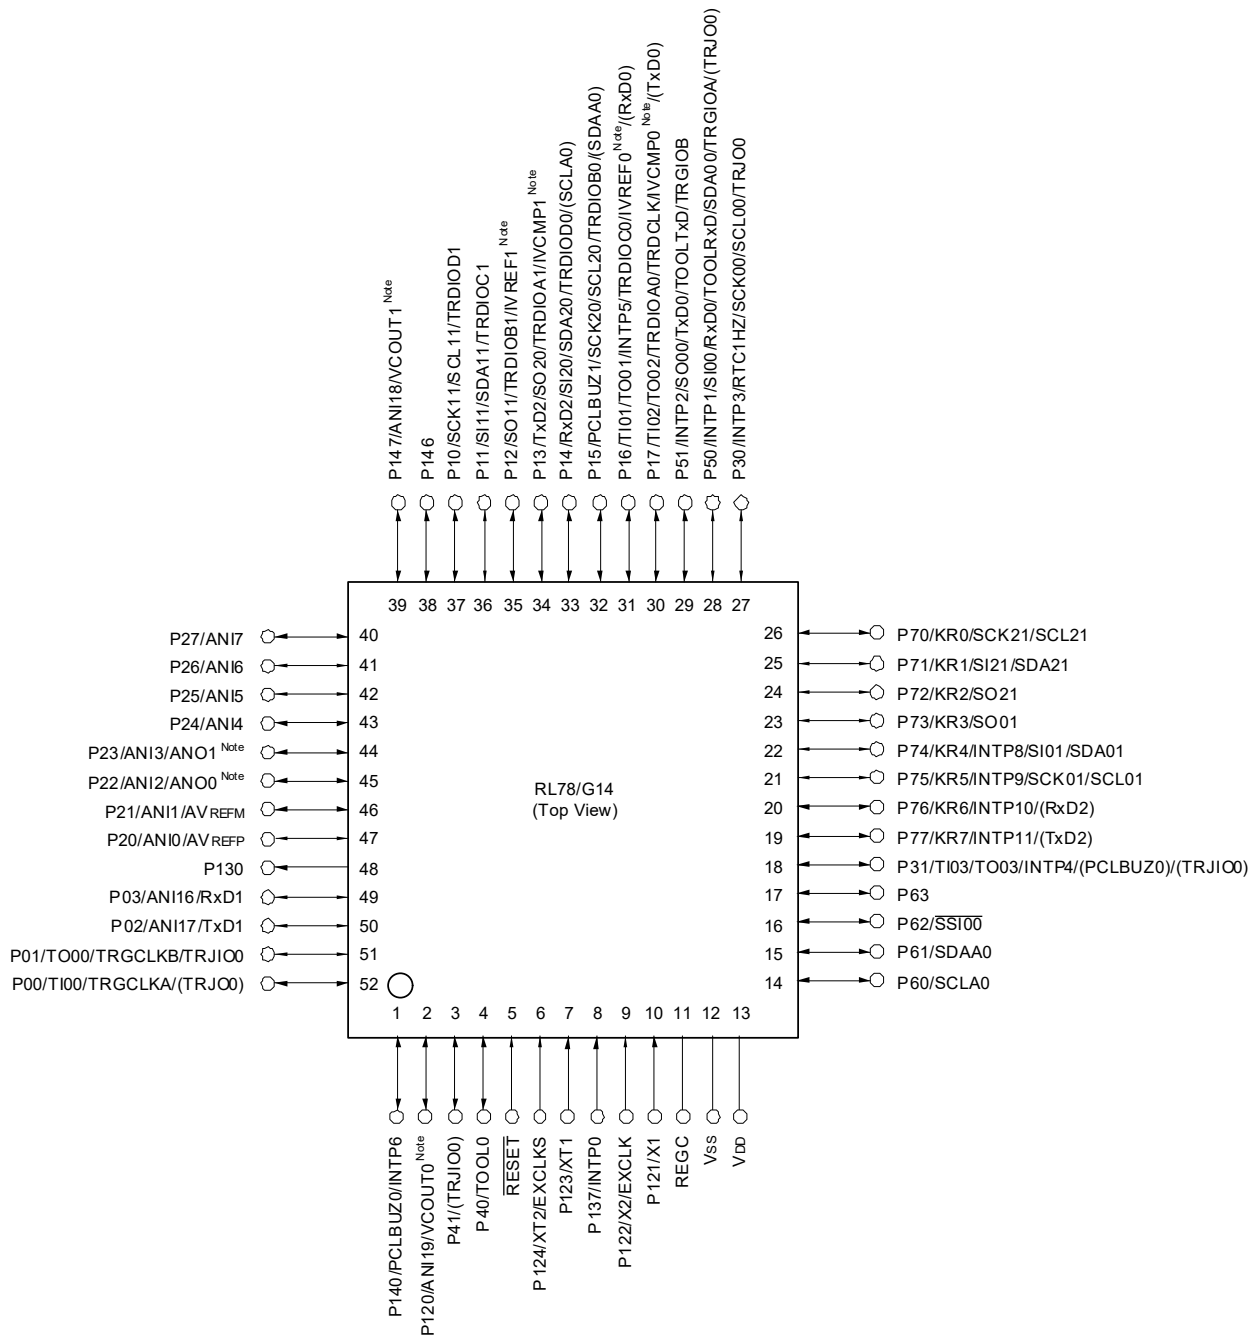 P147/ANI18/VCOUT1 Note
P146
P10/SCK11/SCL11/TRDIOD1
P11/SI11/SDA11/TRDIOC1
P12/SO11/TRDIOB1/IVREF1 Note
P13/TxD2/SO20/TRDIOA1/IVCMP1 Note
P14/RxD2/SI20/SDA20/TRDIOD0/(SCLA0)
P15/PCLBUZ1/SCK20/SCL20/TRDIOB0/(SDAA0)
P16/TI01/TO01/INTP5/TRDIOC0/IVREF0 Note/(RxD0)
P17/TI02/TO02/TRDIOA0/TRDCLK/IVCMP0 Note/(TxD0)
P51/INTP2/SO00/TxD0/TOOLTxD/TRGIOB
P50/INTP1/SI00/RxD0/TOOLRxD/SDA00/TRGIOA/(TRJO0)
P30/INTP3/RTC1HZ/SCK00/SCL00/TRJO0
39 38 37 36 35 34 33 32 31 30 29 28 27
P27/ANI7 40
P26/ANI6 41
P25/ANI5 42
P24/ANI4 43
P23/ANI3/ANO1 Note 44
P22/ANI2/ANO0 Note 45
P21/ANI1/AVREFM 46
P20/ANI0/AVREFP 47
P130 48
P03/ANI16/RxD1 49
P02/ANI17/TxD1 50
P01/TO00/TRGCLKB/TRJIO0 51
P00/TI00/TRGCLKA/(TRJO0) 52
RL78/G14
(Top View)
26 P70/KR0/SCK21/SCL21
25 P71/KR1/SI21/SDA21
24 P72/KR2/SO21
23 P73/KR3/SO01
22 P74/KR4/INTP8/SI01/SDA01
21 P75/KR5/INTP9/SCK01/SCL01
20 P76/KR6/INTP10/(RxD2)
19 P77/KR7/INTP11/(TxD2)
18 P31/TI03/TO03/INTP4/(PCLBUZ0)/(TRJIO0)
17 P63
16 P62/SSI00
15 P61/SDAA0
14 P60/SCLA0
1 2 3 4 5 6 7 8 9 10 11 12 13
P140/PCLBUZ0/INTP6
P120/ANI19/VCOUT0 Note
P41/(TRJIO0)
P40/TOOL0
RESET
P124/XT2/EXCLKS
P123/XT1
P137/INTP0
P122/X2/EXCLK
P121/X1
REGC
VSS
VDD